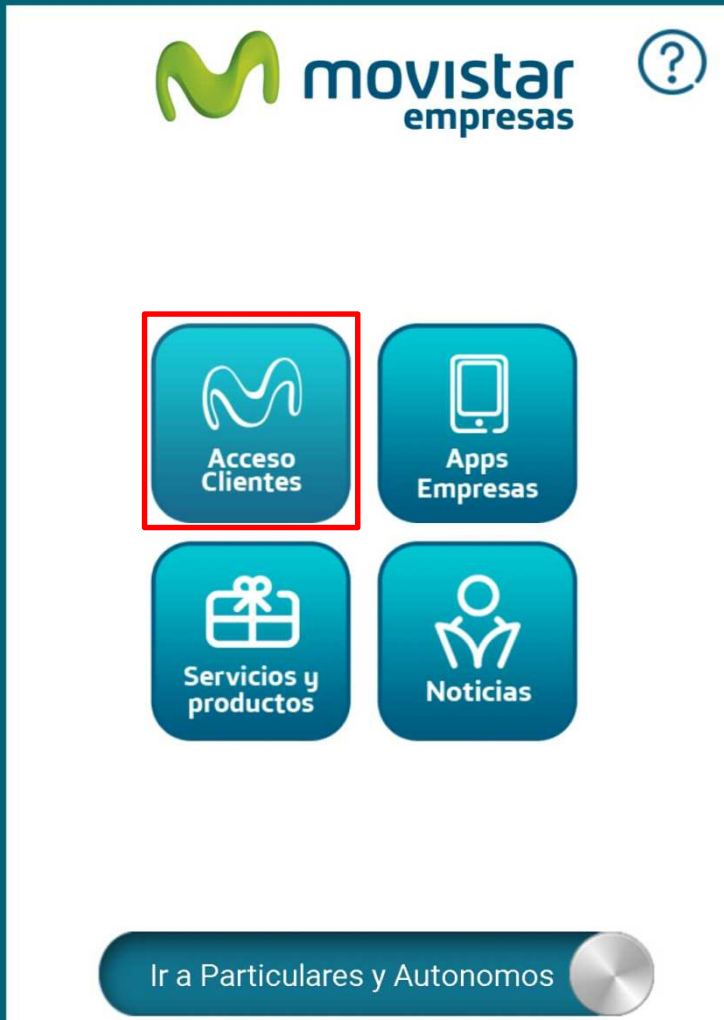 movistar
empresas
?
Acceso
Clientes
Apps
Empresas
Servicios y
productos
Noticias
Ir a Particulares y Autonomos